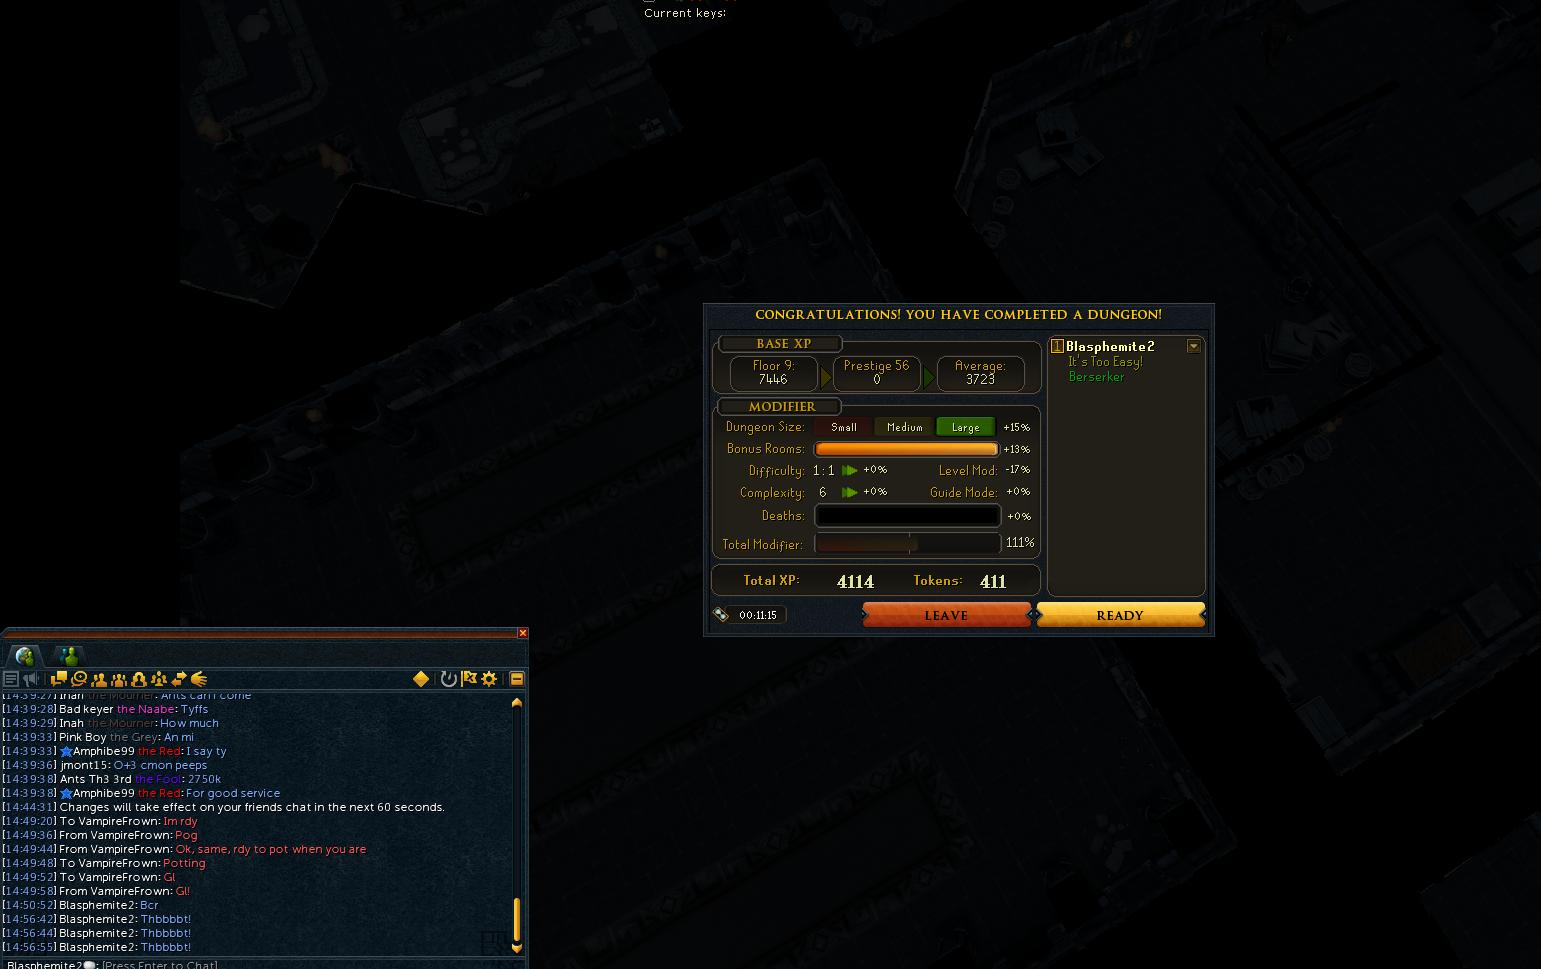 Current keys:
CONGRATULATIONS! YOU HAVE COMPLETED A DUNGEON!
BASE XP
Floor 9:
7446
Prestige 56
0
Average:
3723
MODIFIER
Dungeon Size: Small Medium Large +15%
Bonus Rooms: +13%
Difficulty: 1:1 +0% Level Mod: -17%
Complexity: 6 +0% Guide Mode: +0%
Deaths: +0%
Total Modifier: 111%
Total XP: 4114 Tokens: 411
00:11:15 LEAVE READY
1 Blasphemite2
It's Too Easy!
Berserker
[14:39:27] Inah the Mourner: Ants can't come
[14:39:28] Bad keyer the Naabe: Tyffs
[14:39:29] Inah the Mourner: How much
[14:39:33] Pink Boy the Grey: An mi
[14:39:33] Amphibe99 the Red: I say ty
[14:39:36] jmont15: O+3 cmon peeps
[14:39:38] Ants Th3 3rd the Fool: 2750k
[14:39:38] Amphibe99 the Red: For good service
[14:44:31] Changes will take effect on your friends chat in the next 60 seconds.
[14:49:20] To VampireFrown: Im rdy
[14:49:36] From VampireFrown: Pog
[14:49:44] From VampireFrown: Ok, same, rdy to pot when you are
[14:49:48] To VampireFrown: Potting
[14:49:52] To VampireFrown: Gl
[14:49:58] From VampireFrown: Gl!
[14:50:52] Blasphemite2: Bcr
[14:56:42] Blasphemite2: Thbbbbt!
[14:56:44] Blasphemite2: Thbbbbt!
[14:56:55] Blasphemite2: Thbbbbt!
Blasphemite2: [Press Enter to Chat]